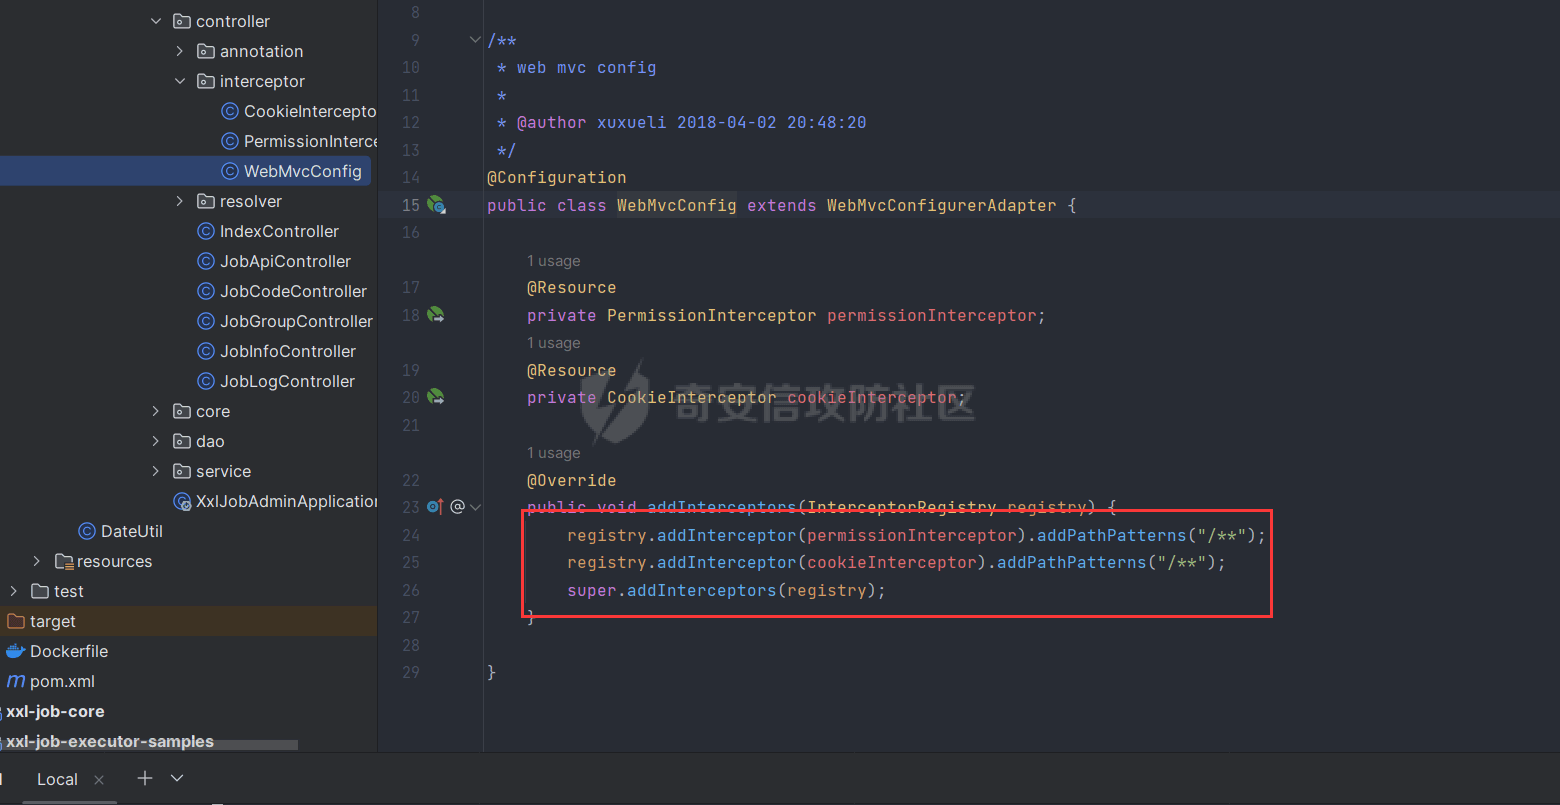 controller
annotation
interceptor
CookieIntercepto
PermissionInterce
WebMvcConfig
resolver
IndexController
JobApiController
JobCodeController
JobGroupController
JobInfoController
JobLogController
core
dao
service
XxlJobAdminApplication
DateUtil
resources
test
target
Dockerfile
pom.xml
xxl-job-core
xxl-job-executor-samples
8
9 /**
10 * web mvc config
11 *
12 * @author xuxueli 2018-04-02 20:48:20
13 */
14 @Configuration
15 public class WebMvcConfig extends WebMvcConfigurerAdapter {
16
1 usage
17 @Resource
18 private PermissionInterceptor permissionInterceptor;
1 usage
19 @Resource
20 private CookieInterceptor cookieInterceptor;
奇安信攻防社区
21
1 usage
22 @Override
23 public void addInterceptors(InterceptorRegistry registry) {
24 registry.addInterceptor(permissionInterceptor).addPathPatterns("/**");
25 registry.addInterceptor(cookieInterceptor).addPathPatterns("/**");
26 super.addInterceptors(registry);
27 }
28
29 }
Local